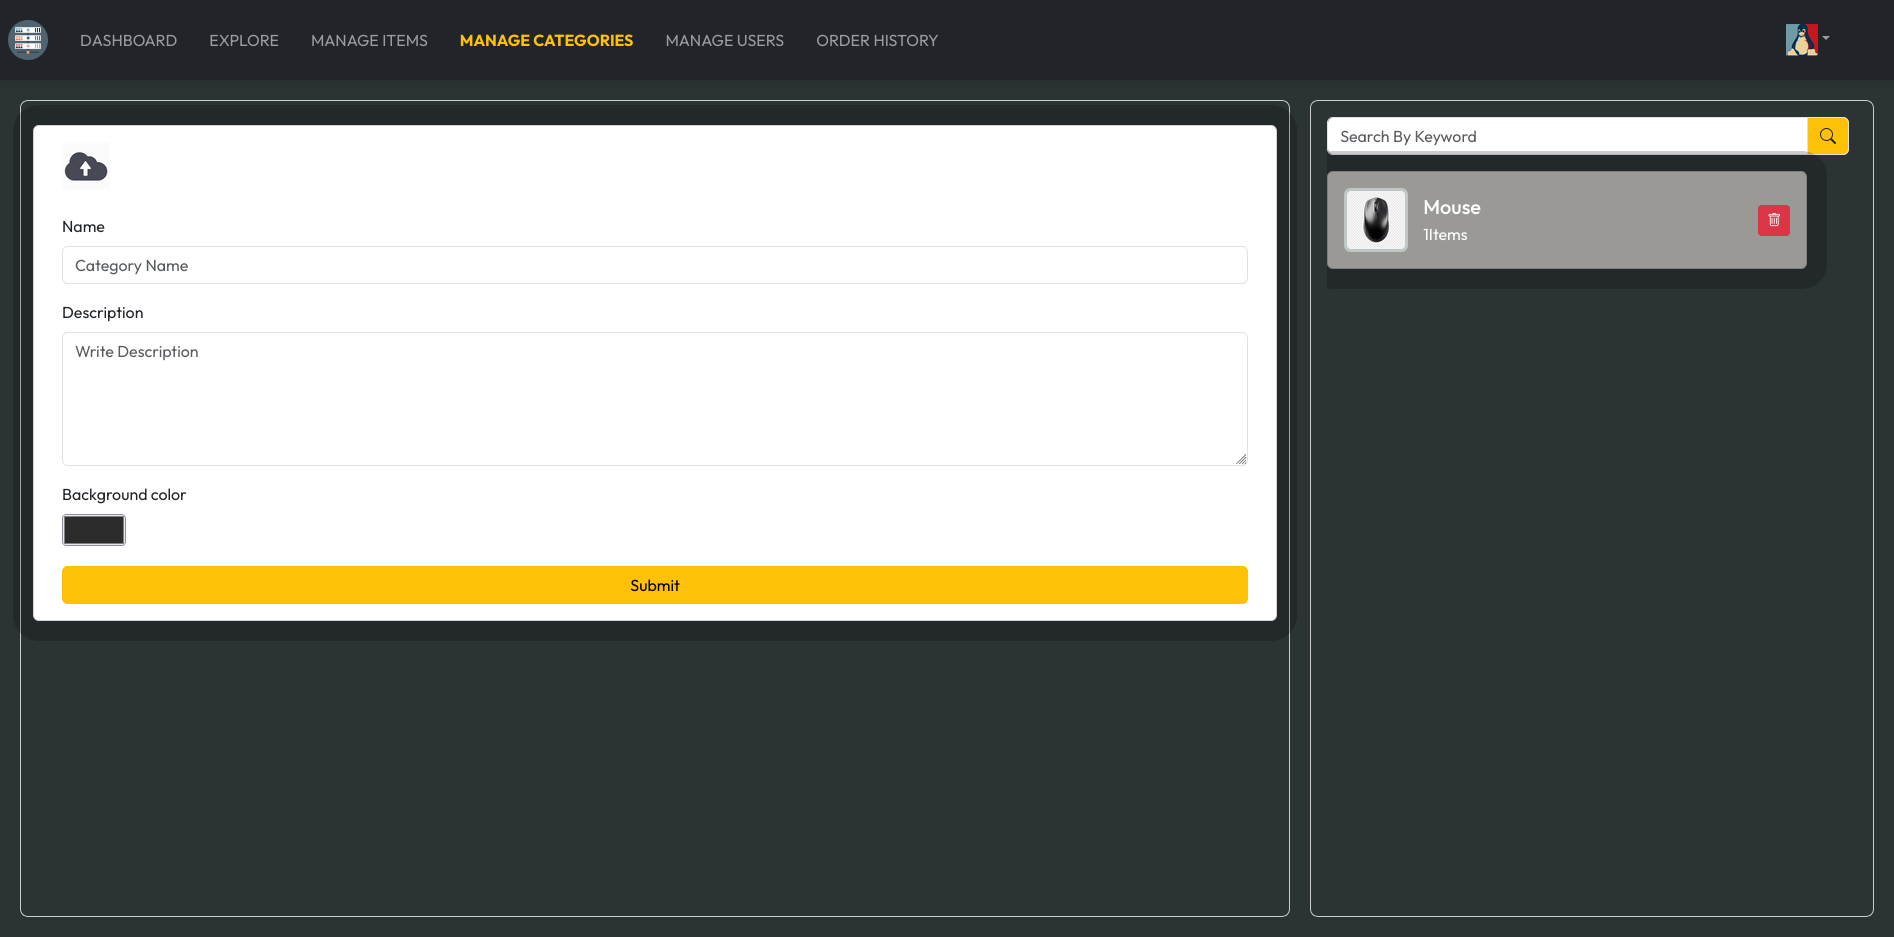 DASHBOARD EXPLORE MANAGE ITEMS MANAGE CATEGORIES MANAGE USERS ORDER HISTORY
Name
Category Name
Description
Write Description
Background color
Submit
Search By Keyword
Mouse
1Items